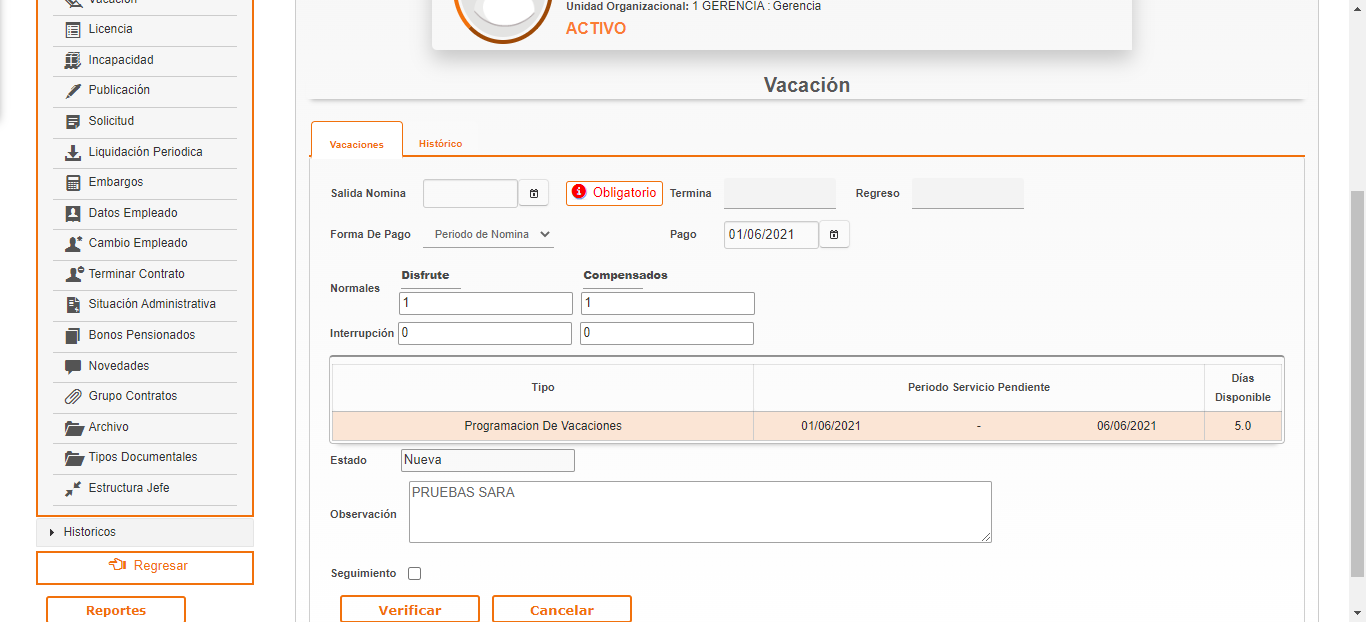 Vacación
Licencia
Incapacidad
Publicación
Solicitud
Liquidación Periodica
Embargos
Datos Empleado
Cambio Empleado
Terminar Contrato
Situación Administrativa
Bonos Pensionados
Novedades
Grupo Contratos
Archivo
Tipos Documentales
Estructura Jefe
Historicos
Regresar
Reportes
Unidad Organizacional: 1 GERENCIA : Gerencia
ACTIVO
Vacación
Vacaciones Histórico
Salida Nomina Obligatorio Termina Regreso
Forma De Pago Periodo de Nomina Pago 01/06/2021
Disfrute Compensados
Normales 1 1
Interrupción 0 0
Tipo Periodo Servicio Pendiente Días Disponible
Programacion De Vacaciones 01/06/2021 - 06/06/2021 5.0
Estado Nueva
Observación PRUEBAS SARA
Seguimiento
Verificar Cancelar